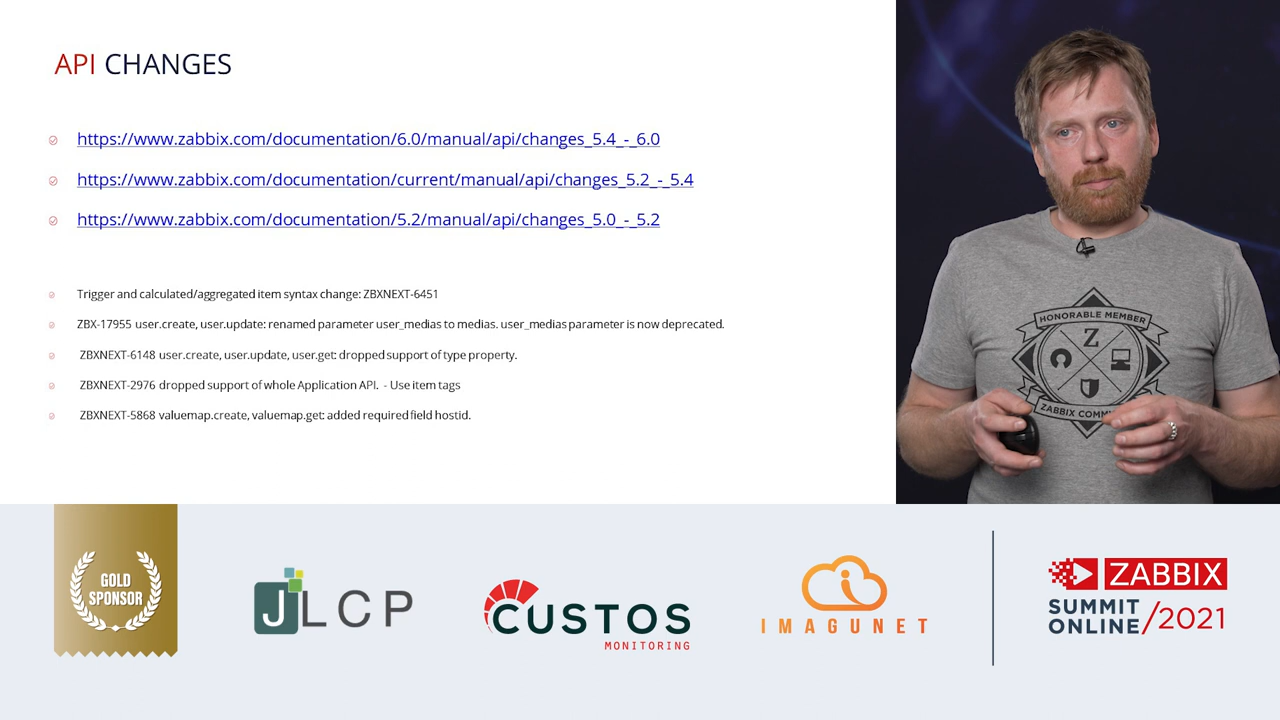 API CHANGES
https://www.zabbix.com/documentation/6.0/manual/api/changes_5.4_-_6.0
https://www.zabbix.com/documentation/current/manual/api/changes_5.2_-_5.4
https://www.zabbix.com/documentation/5.2/manual/api/changes_5.0_-_5.2
Trigger and calculated/aggregated item syntax change: ZBXNEXT-6451
ZBX-17955 user.create, user.update: renamed parameter user_medias to medias. user_medias parameter is now deprecated.
ZBXNEXT-6148 user.create, user.update, user.get: dropped support of type property.
ZBXNEXT-2976 dropped support of whole Application API. - Use item tags
ZBXNEXT-5868 valuemap.create, valuemap.get: added required field hostid.
HONORABLE MEMBER
Z
ZABBIX
GOLD
SPONSOR
JLCP
CUSTOS
MONITORING
IMAGUNET
ZABBIX
SUMMIT
ONLINE/2021